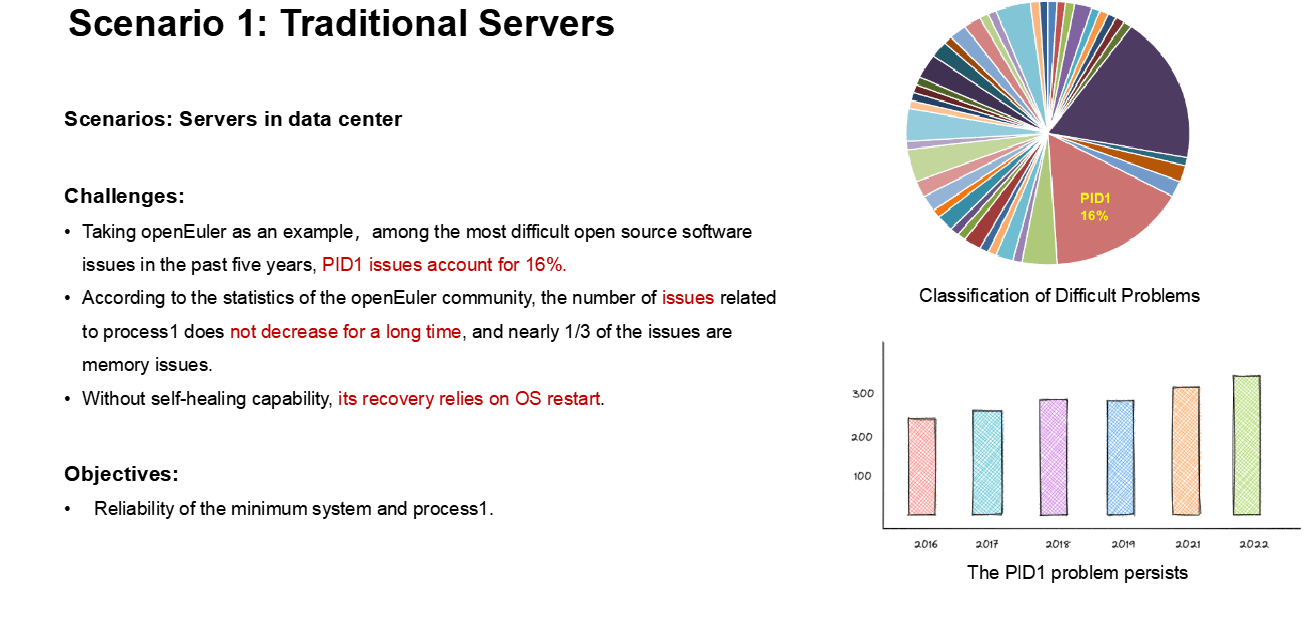 Scenario 1: Traditional Servers
Scenarios: Servers in data center
Challenges:
• Taking openEuler as an example，among the most difficult open source software
issues in the past five years, PID1 issues account for 16%.
• According to the statistics of the openEuler community, the number of issues related
to process1 does not decrease for a long time, and nearly 1/3 of the issues are
memory issues.
• Without self-healing capability, its recovery relies on OS restart.
Objectives:
• Reliability of the minimum system and process1.
PID1
16%
Classification of Difficult Problems
300
200
100
2016 2017 2018 2019 2021 2022
The PID1 problem persists